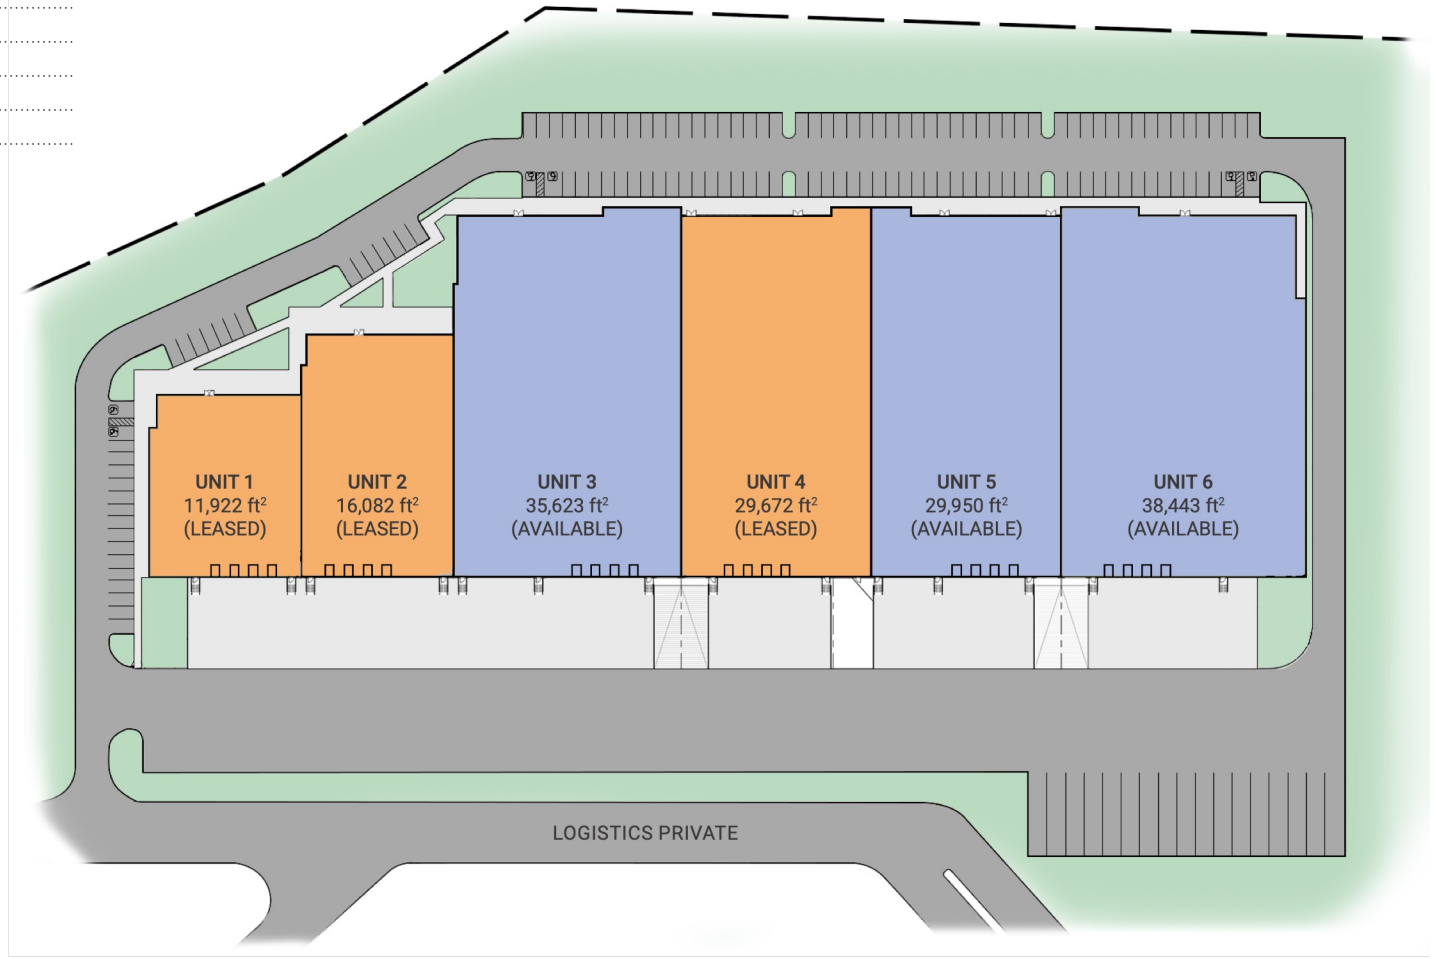 UNIT 1
11,922 ft²
(LEASED)
UNIT 2
16,082 ft²
(LEASED)
UNIT 3
35,623 ft²
(AVAILABLE)
UNIT 4
29,672 ft²
(LEASED)
UNIT 5
29,950 ft²
(AVAILABLE)
UNIT 6
38,443 ft²
(AVAILABLE)
LOGISTICS PRIVATE